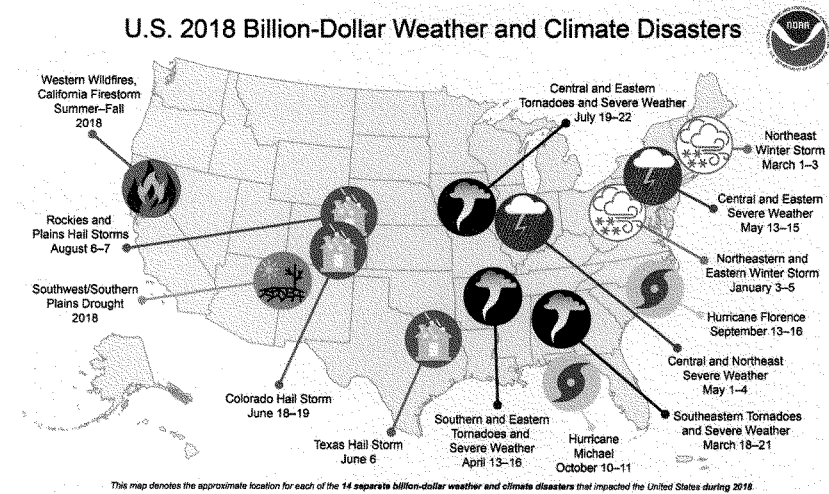 U.S. 2018 Billion-Dollar Weather and Climate Disasters
NOAA
Western Wildfires,
California Firestorm
Summer–Fall
2018
Central and Eastern
Tornadoes and Severe Weather
July 19–22
Northeast
Winter Storm
March 1–3
Rockies and
Plains Hail Storms
August 6–7
Central and Eastern
Severe Weather
May 13–15
Southwest/Southern
Plains Drought
2018
Northeastern and
Eastern Winter Storm
January 3–5
Hurricane Florence
September 13–16
Colorado Hail Storm
June 18–19
Central and Northeast
Severe Weather
May 1–4
Texas Hail Storm
June 6
Southern and Eastern
Tornadoes and
Severe Weather
April 13–16
Hurricane
Michael
October 10–11
Southeastern Tornadoes
and Severe Weather
March 18–21
This map denotes the approximate location for each of the 14 separate billion-dollar weather and climate disasters that impacted the United States during 2018.